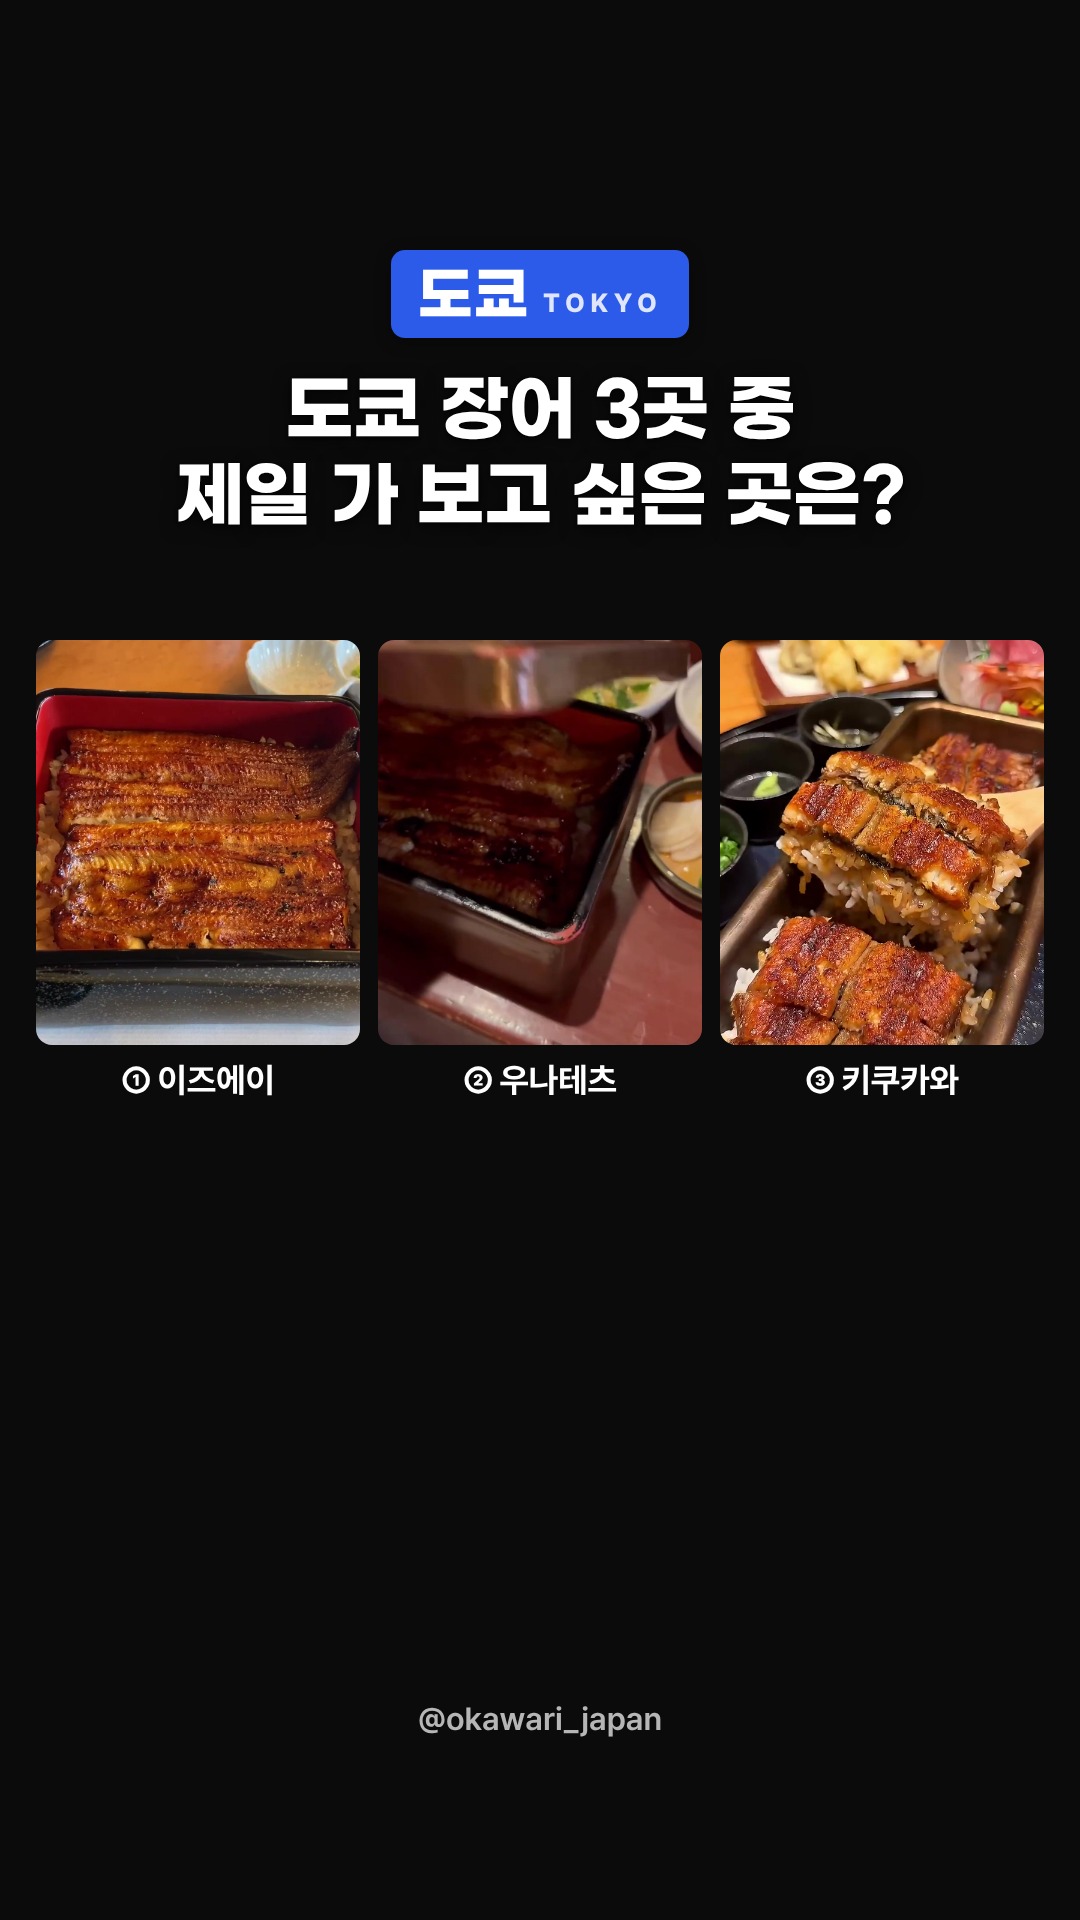 도쿄 TOKYO
도쿄 장어 3곳 중
제일 가 보고 싶은 곳은?
① 이즈에이
② 우나테츠
③ 키쿠카와
@okawari_japan